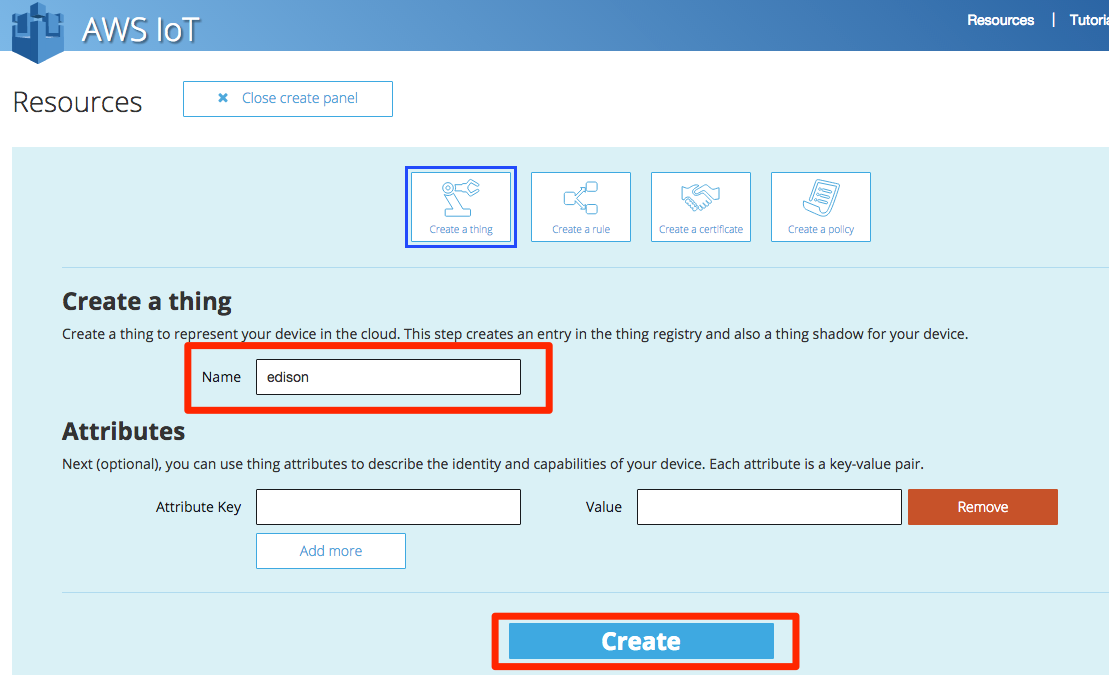 AWS IoT
Resources | Tutoria
Resources
✖ Close create panel
Create a thing
Create a rule
Create a certificate
Create a policy
Create a thing
Create a thing to represent your device in the cloud. This step creates an entry in the thing registry and also a thing shadow for your device.
Name edison
Attributes
Next (optional), you can use thing attributes to describe the identity and capabilities of your device. Each attribute is a key-value pair.
Attribute Key Value Remove
Add more
Create